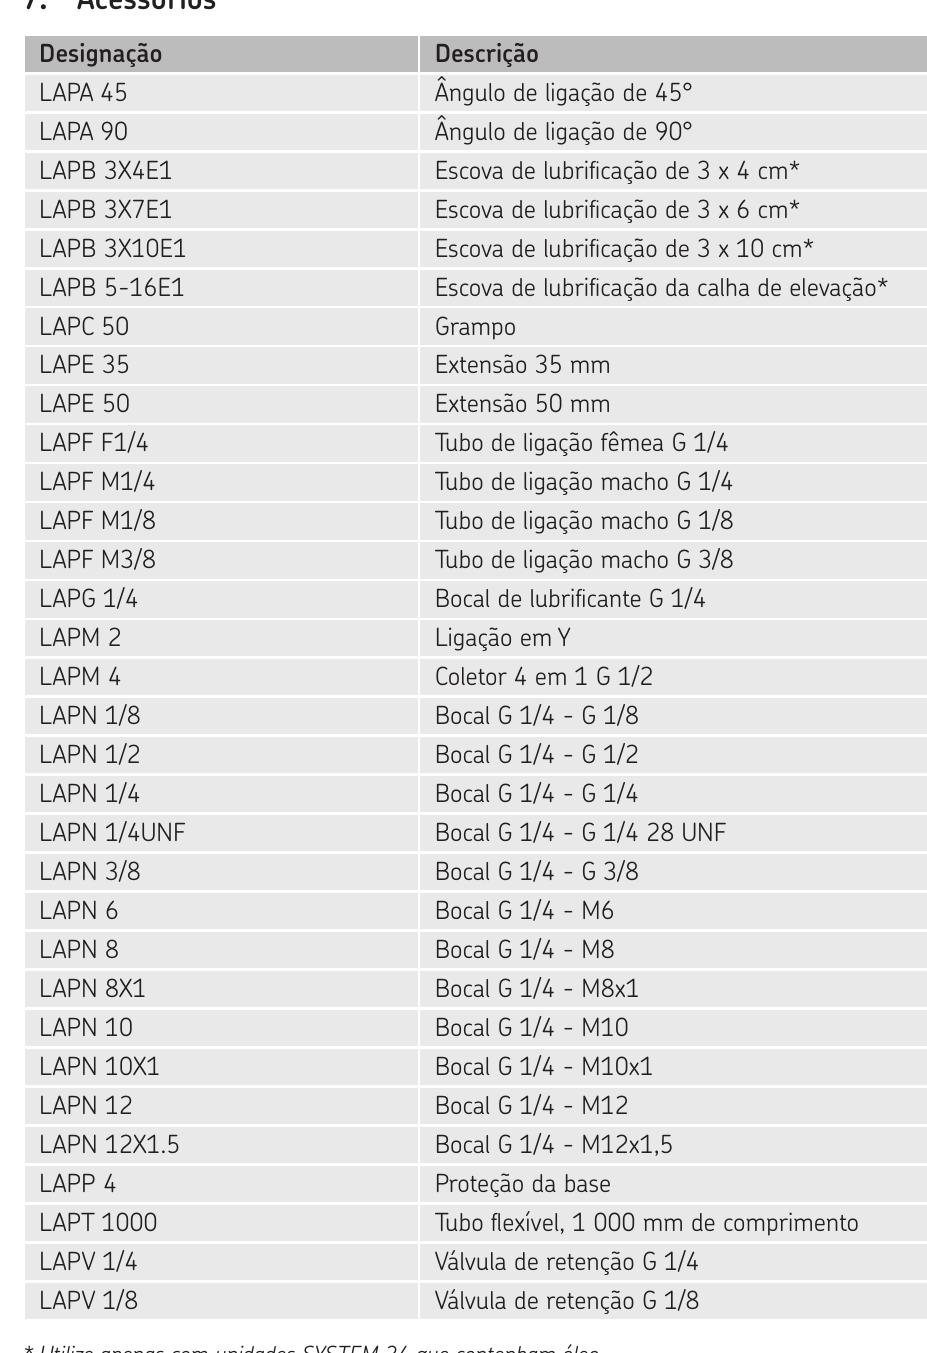 7. Acessórios
Designação Descrição
LAPA 45 Ângulo de ligação de 45°
LAPA 90 Ângulo de ligação de 90°
LAPB 3X4E1 Escova de lubrificação de 3 x 4 cm*
LAPB 3X7E1 Escova de lubrificação de 3 x 6 cm*
LAPB 3X10E1 Escova de lubrificação de 3 x 10 cm*
LAPB 5-16E1 Escova de lubrificação da calha de elevação*
LAPC 50 Grampo
LAPE 35 Extensão 35 mm
LAPE 50 Extensão 50 mm
LAPF F1/4 Tubo de ligação fêmea G 1/4
LAPF M1/4 Tubo de ligação macho G 1/4
LAPF M1/8 Tubo de ligação macho G 1/8
LAPF M3/8 Tubo de ligação macho G 3/8
LAPG 1/4 Bocal de lubrificante G 1/4
LAPM 2 Ligação em Y
LAPM 4 Coletor 4 em 1 G 1/2
LAPN 1/8 Bocal G 1/4 - G 1/8
LAPN 1/2 Bocal G 1/4 - G 1/2
LAPN 1/4 Bocal G 1/4 - G 1/4
LAPN 1/4UNF Bocal G 1/4 - G 1/4 28 UNF
LAPN 3/8 Bocal G 1/4 - G 3/8
LAPN 6 Bocal G 1/4 - M6
LAPN 8 Bocal G 1/4 - M8
LAPN 8X1 Bocal G 1/4 - M8x1
LAPN 10 Bocal G 1/4 - M10
LAPN 10X1 Bocal G 1/4 - M10x1
LAPN 12 Bocal G 1/4 - M12
LAPN 12X1.5 Bocal G 1/4 - M12x1,5
LAPP 4 Proteção da base
LAPT 1000 Tubo flexível, 1 000 mm de comprimento
LAPV 1/4 Válvula de retenção G 1/4
LAPV 1/8 Válvula de retenção G 1/8
* Utilize apenas com unidades SYSTEM 24 que contenham óleo